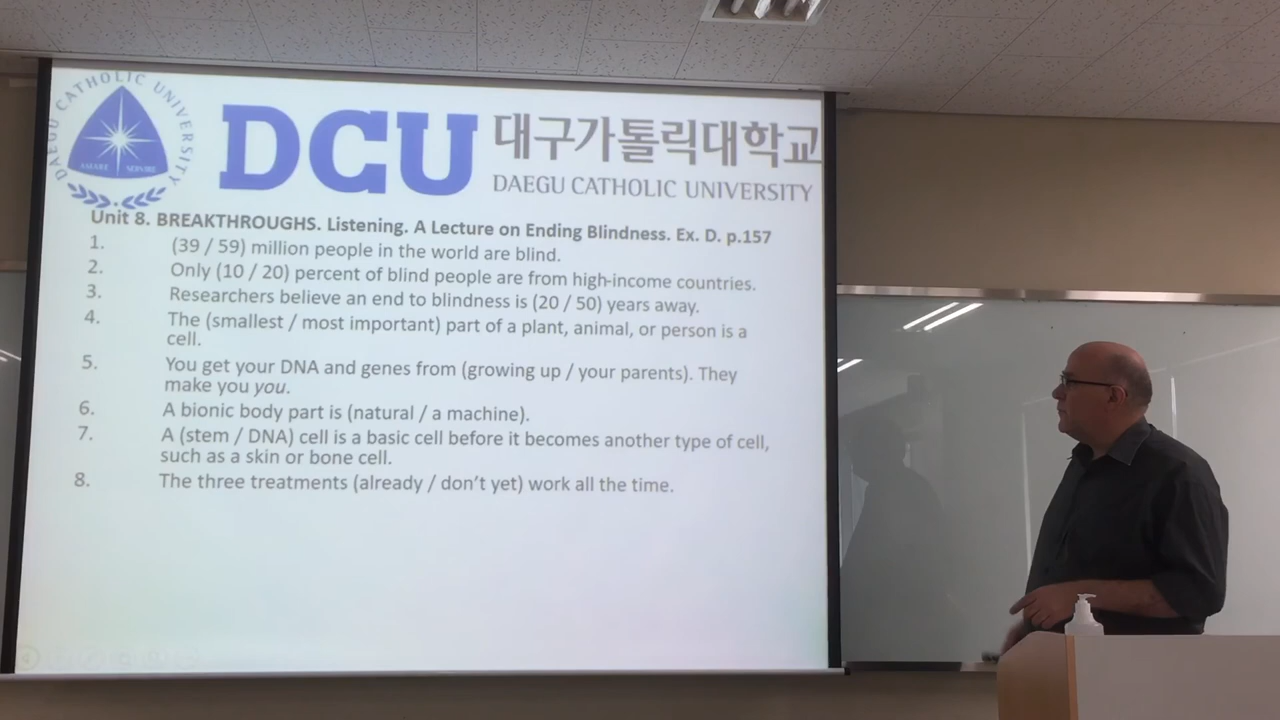 DAEGU CATHOLIC UNIVERSITY
DCU 대구가톨릭대학교
DAEGU CATHOLIC UNIVERSITY
Unit 8. BREAKTHROUGHS. Listening. A Lecture on Ending Blindness. Ex. D. p.157
1. (39 / 59) million people in the world are blind.
2. Only (10 / 20) percent of blind people are from high-income countries.
3. Researchers believe an end to blindness is (20 / 50) years away.
4. The (smallest / most important) part of a plant, animal, or person is a
cell.
5. You get your DNA and genes from (growing up / your parents). They
make you you.
6. A bionic body part is (natural / a machine).
7. A (stem / DNA) cell is a basic cell before it becomes another type of cell,
such as a skin or bone cell.
8. The three treatments (already / don't yet) work all the time.